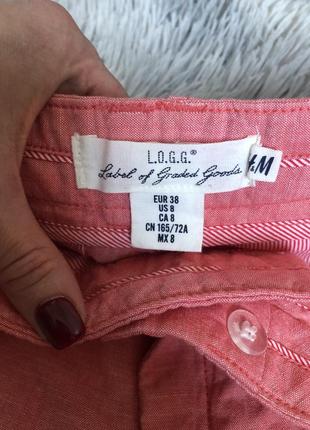 L.O.G.G.®
Label of Graded Goods
&M
EUR 38
US 8
CA 8
CN 165/72A
MX 8